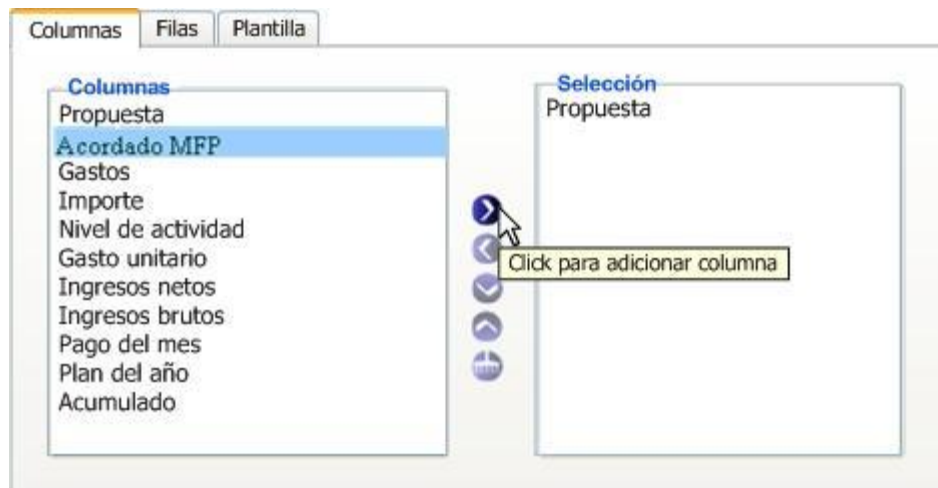 Columnas Filas Plantilla
Columnas
Propuesta
Acordado MFP
Gastos
Importe
Nivel de actividad
Gasto unitario
Ingresos netos
Ingresos brutos
Pago del mes
Plan del año
Acumulado
Click para adicionar columna
Selección
Propuesta